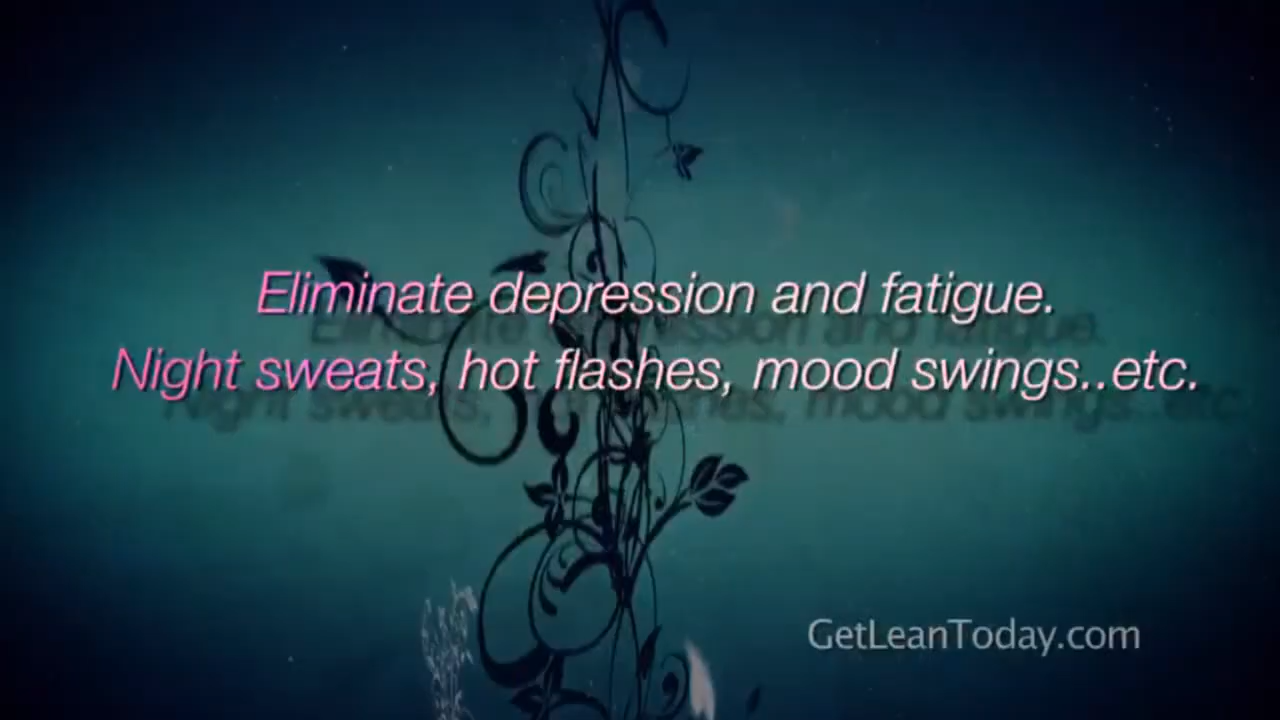 Eliminate depression and fatigue.
Night sweats, hot flashes, mood swings..etc.
GetLeanToday.com